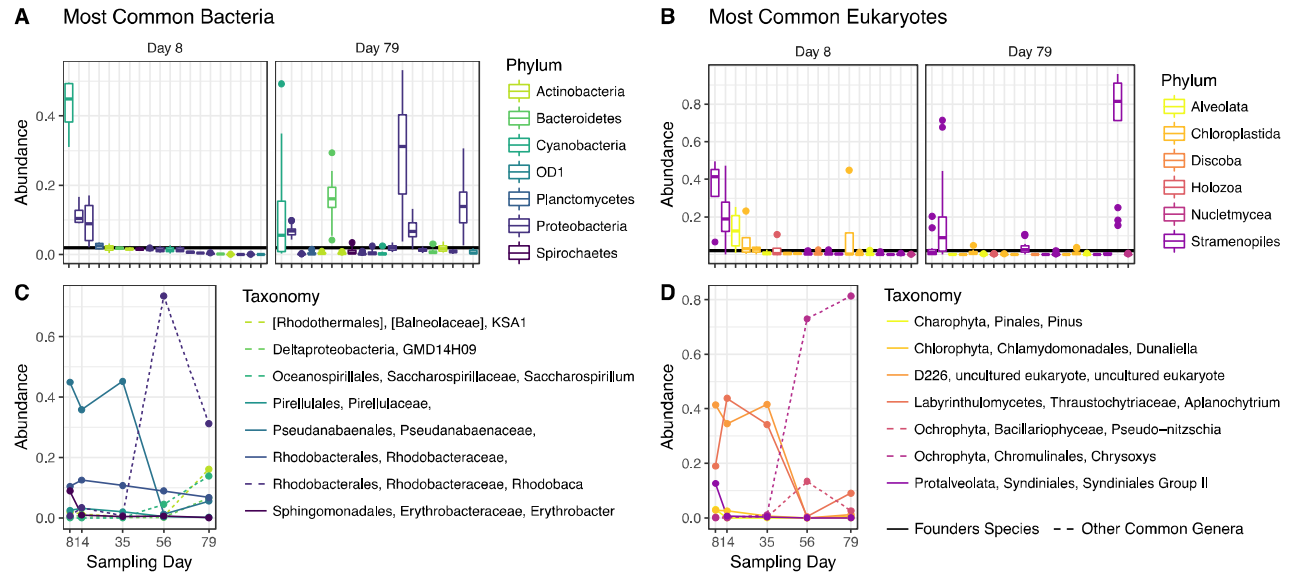 A Most Common Bacteria
Day 8
Day 79
Abundance
0.4
0.2
0.0
Phylum
Actinobacteria
Bacteroidetes
Cyanobacteria
OD1
Planctomycetes
Proteobacteria
Spirochaetes
B Most Common Eukaryotes
Day 8
Day 79
Abundance
0.8
0.6
0.4
0.2
Phylum
Alveolata
Chloroplastida
Discoba
Holozoa
Nucletmycea
Stramenopiles
C
0.6
0.4
0.2
0.0
8 14 35 56 79
Sampling Day
Taxonomy
[Rhodothermales], [Balneolaceae], KSA1
Deltaproteobacteria, GMD14H09
Oceanospirillales, Saccharospirillaceae, Saccharospirillum
Pirellulales, Pirellulaceae,
Pseudanabaenales, Pseudanabaenaceae,
Rhodobacterales, Rhodobacteraceae,
Rhodobacterales, Rhodobacteraceae, Rhodobaca
Sphingomonadales, Erythrobacteraceae, Erythrobacter
D
0.8
0.6
0.4
0.2
0.0
8 14 35 56 79
Sampling Day
Taxonomy
Charophyta, Pinales, Pinus
Chlorophyta, Chlamydomonadales, Dunaliella
D226, uncultured eukaryote, uncultured eukaryote
Labyrinthulomycetes, Thraustochytriaceae, Aplanochytrium
Ochrophyta, Bacillariophyceae, Pseudo−nitzschia
Ochrophyta, Chromulinales, Chrysoxys
Protalveolata, Syndiniales, Syndiniales Group II
Founders Species Other Common Genera